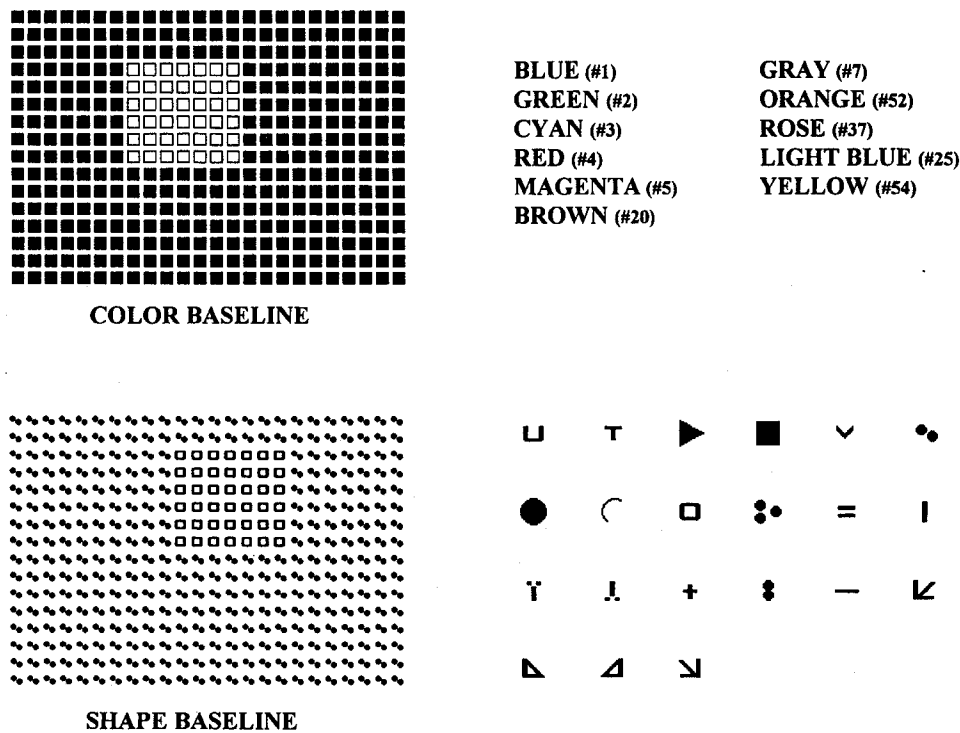 BLUE (#1)
GREEN (#2)
CYAN (#3)
RED (#4)
MAGENTA (#5)
BROWN (#20)
GRAY (#7)
ORANGE (#52)
ROSE (#37)
LIGHT BLUE (#25)
YELLOW (#54)
COLOR BASELINE
SHAPE BASELINE